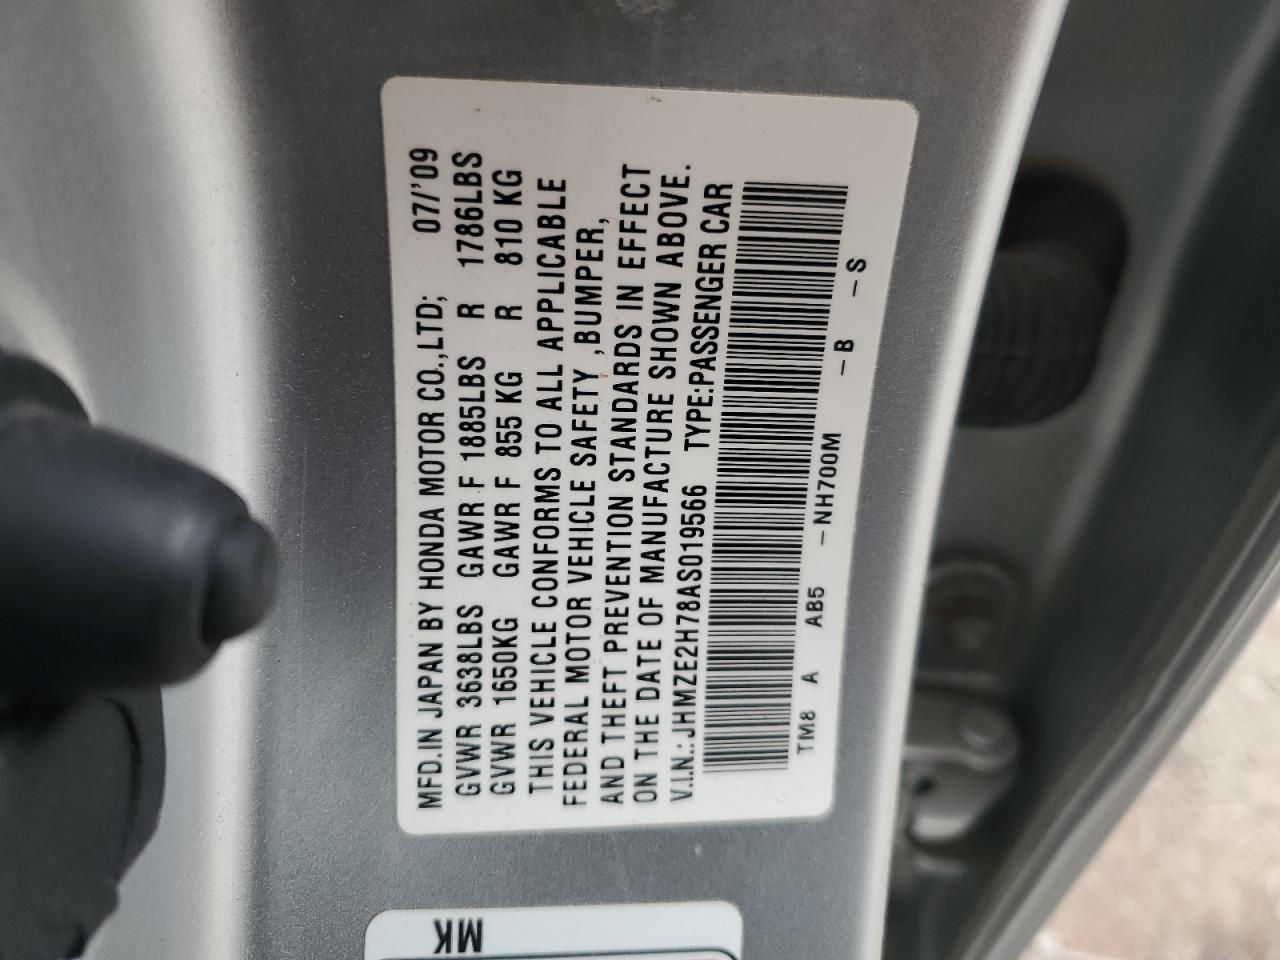 MFD.IN JAPAN BY HONDA MOTOR CO.,LTD; 07/'09
GVWR 3638LBS GAWR F 1885LBS R 1786LBS
GVWR 1650KG GAWR F 855 KG R 810 KG
THIS VEHICLE CONFORMS TO ALL APPLICABLE
FEDERAL MOTOR VEHICLE SAFETY ,BUMPER,
AND THEFT PREVENTION STANDARDS IN EFFECT
ON THE DATE OF MANUFACTURE SHOWN ABOVE.
V.I.N.: JHMZE2H78AS019566 TYPE:PASSENGER CAR
TM8 A AB5 -NH700M -B -S
MK